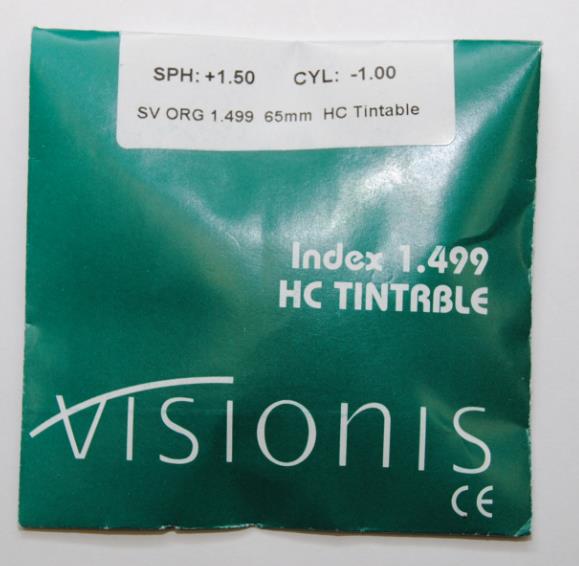 SPH: +1.50 CYL: -1.00
SV ORG 1.499 65mm HC Tintable
Index 1.499
HC TINTABLE
VISIONIS
CE